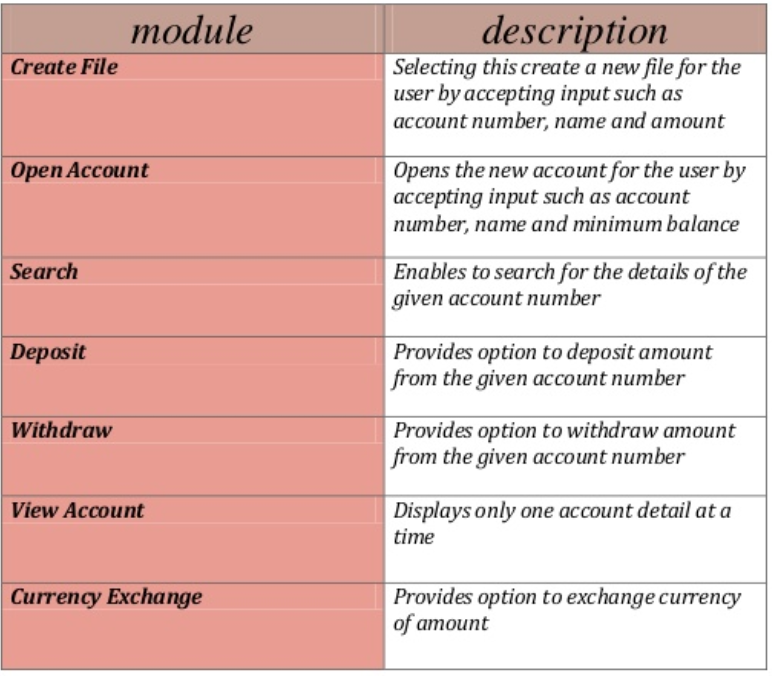 module
description
Create File
Selecting this create a new file for the
user by accepting input such as
account number, name and amount
Open Account
Opens the new account for the user by
accepting input such as account
number, name and minimum balance
Search
Enables to search for the details of the
given account number
Deposit
Provides option to deposit amount
from the given account number
Withdraw
Provides option to withdraw amount
from the given account number
View Account
Displays only one account detail at a
time
Currency Exchange
Provides option to exchange currency
of amount